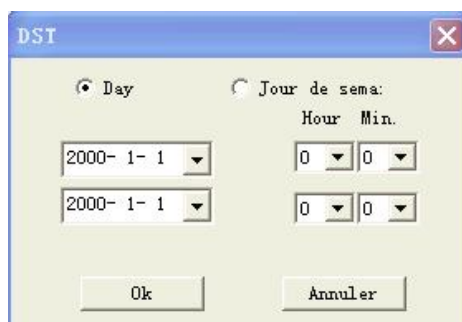 DST
Day Jour de sema:
Hour Min.
2000- 1- 1 0 0
2000- 1- 1 0 0
Ok Annuler